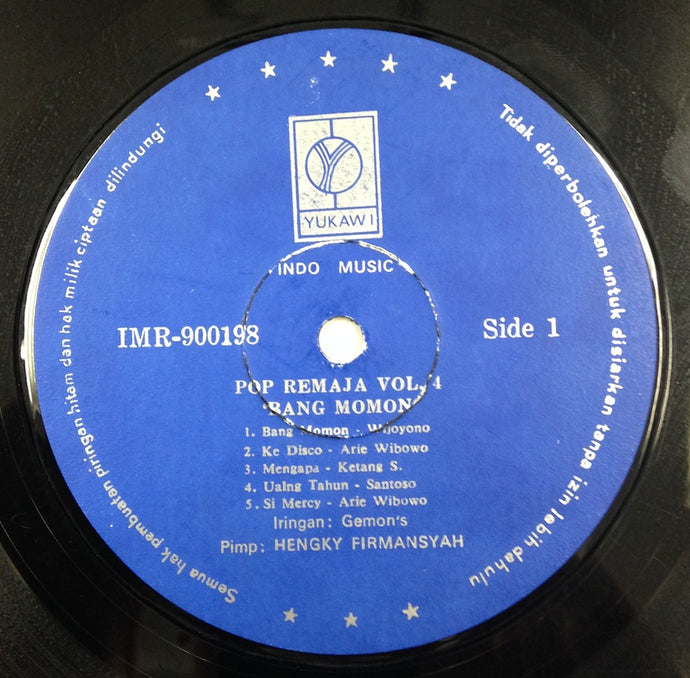 YUKAWI
INDO MUSIC
IMR-900198
Side 1
POP REMAJA VOL. 4
"BANG MOMON"
1. Bang Momon - Wijoyono
2. Ke Disco - Arie Wibowo
3. Mengapa - Ketang S.
4. Ualng Tahun - Santoso
5. Si Mercy - Arie Wibowo
Iringan: Gemon's
Pimp: HENGKY FIRMANSYAH
Semua hak pembuatan piringan hitam dan hak milik ciptaan dilindungi
Tidak diperbolehkan untuk disiarkan tanpa izin lebih dahulu